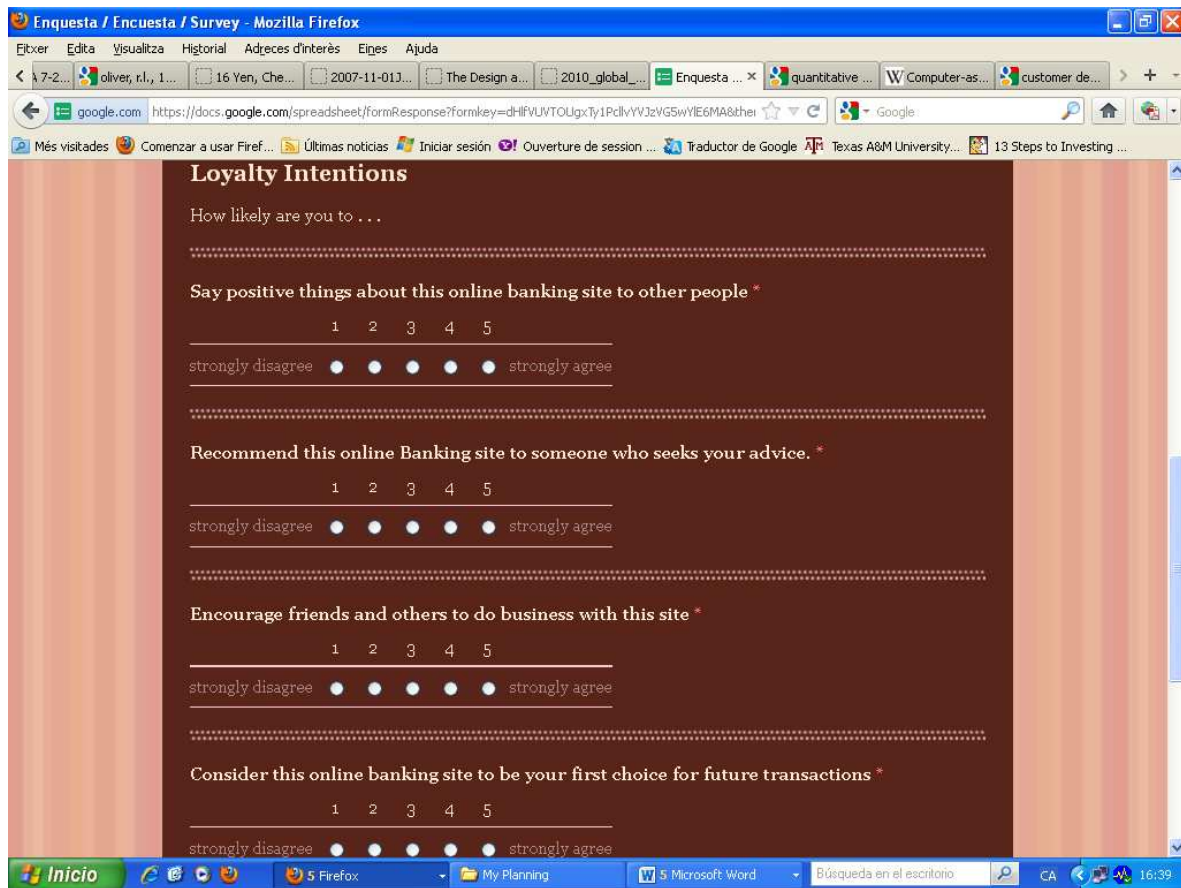 Enquesta / Encuesta / Survey - Mozilla Firefox
Fitxer Edita Visualitza Historial Adreces d'interès Eines Ajuda
7-2... oliver, r.l., 1... 16 Yen, Che... 2007-11-01J... The Design a... 2010_global_... Enquesta ... quantitative ... Computer-as... customer de...
google.com https://docs.google.com/spreadsheet/formResponse? Google
Més visitades Comenzar a usar Firef... Últimas noticias Iniciar sesión Ouverture de session ... Traductor de Google Texas A&M University... 13 Steps to Investing ...
Loyalty Intentions
How likely are you to . . .
Say positive things about this online banking site to other people *
1 2 3 4 5
strongly disagree strongly agree
Recommend this online Banking site to someone who seeks your advice. *
1 2 3 4 5
strongly disagree strongly agree
Encourage friends and others to do business with this site *
1 2 3 4 5
strongly disagree strongly agree
Consider this online banking site to be your first choice for future transactions *
1 2 3 4 5
strongly disagree strongly agree
Inicio 5 Firefox My Planning 5 Microsoft Word Búsqueda en el escritorio CA 16:39